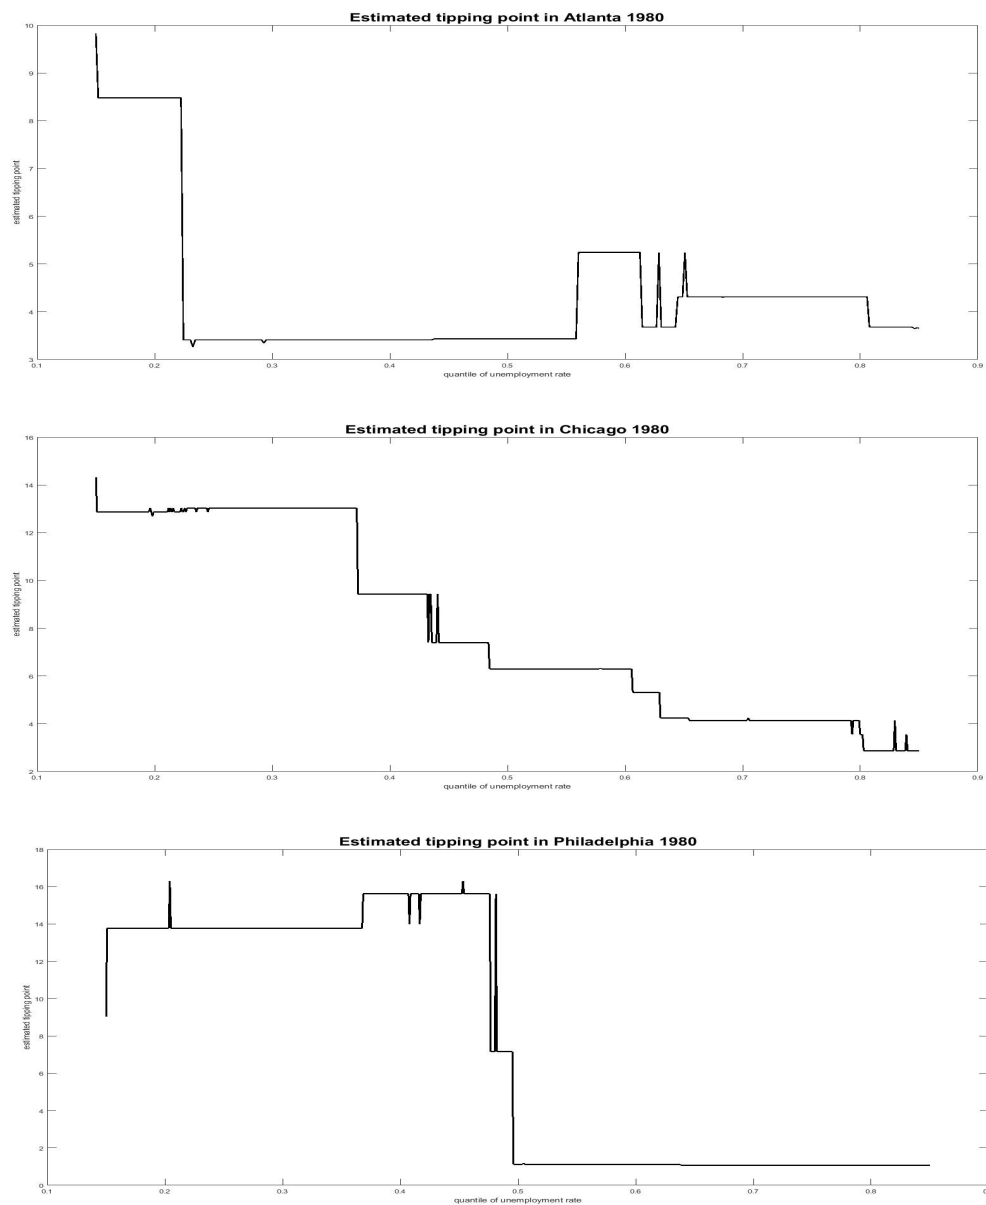 Estimated tipping point in Atlanta 1980
10
9
8
7
6
5
4
3
estimated tipping point
0.1 0.2 0.3 0.4 0.5 0.6 0.7 0.8 0.9
quantile of unemployment rate
Estimated tipping point in Chicago 1980
16
14
12
10
8
6
4
2
estimated tipping point
0.1 0.2 0.3 0.4 0.5 0.6 0.7 0.8 0.9
quantile of unemployment rate
Estimated tipping point in Philadelphia 1980
18
16
14
12
10
8
6
4
2
0
estimated tipping point
0.1 0.2 0.3 0.4 0.5 0.6 0.7 0.8
quantile of unemployment rate